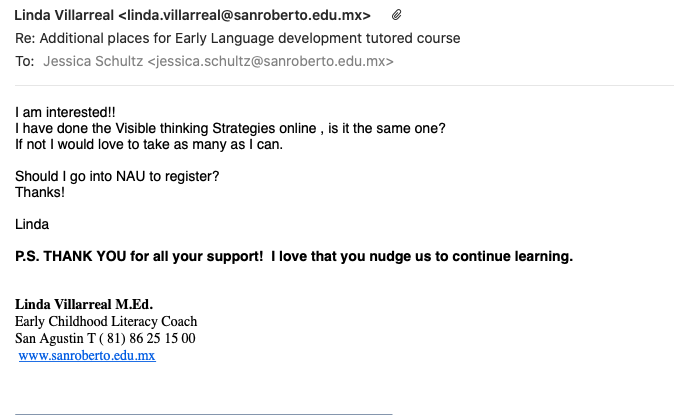 Linda Villarreal <linda.villarreal@sanroberto.edu.mx>
Re: Additional places for Early Language development tutored course
To: Jessica Schultz <jessica.schultz@sanroberto.edu.mx>
I am interested!!
I have done the Visible thinking Strategies online , is it the same one?
If not I would love to take as many as I can.
Should I go into NAU to register?
Thanks!
Linda
P.S. THANK YOU for all your support!  I love that you nudge us to continue learning.
Linda Villarreal M.Ed.
Early Childhood Literacy Coach
San Agustin T ( 81) 86 25 15 00
www.sanroberto.edu.mx